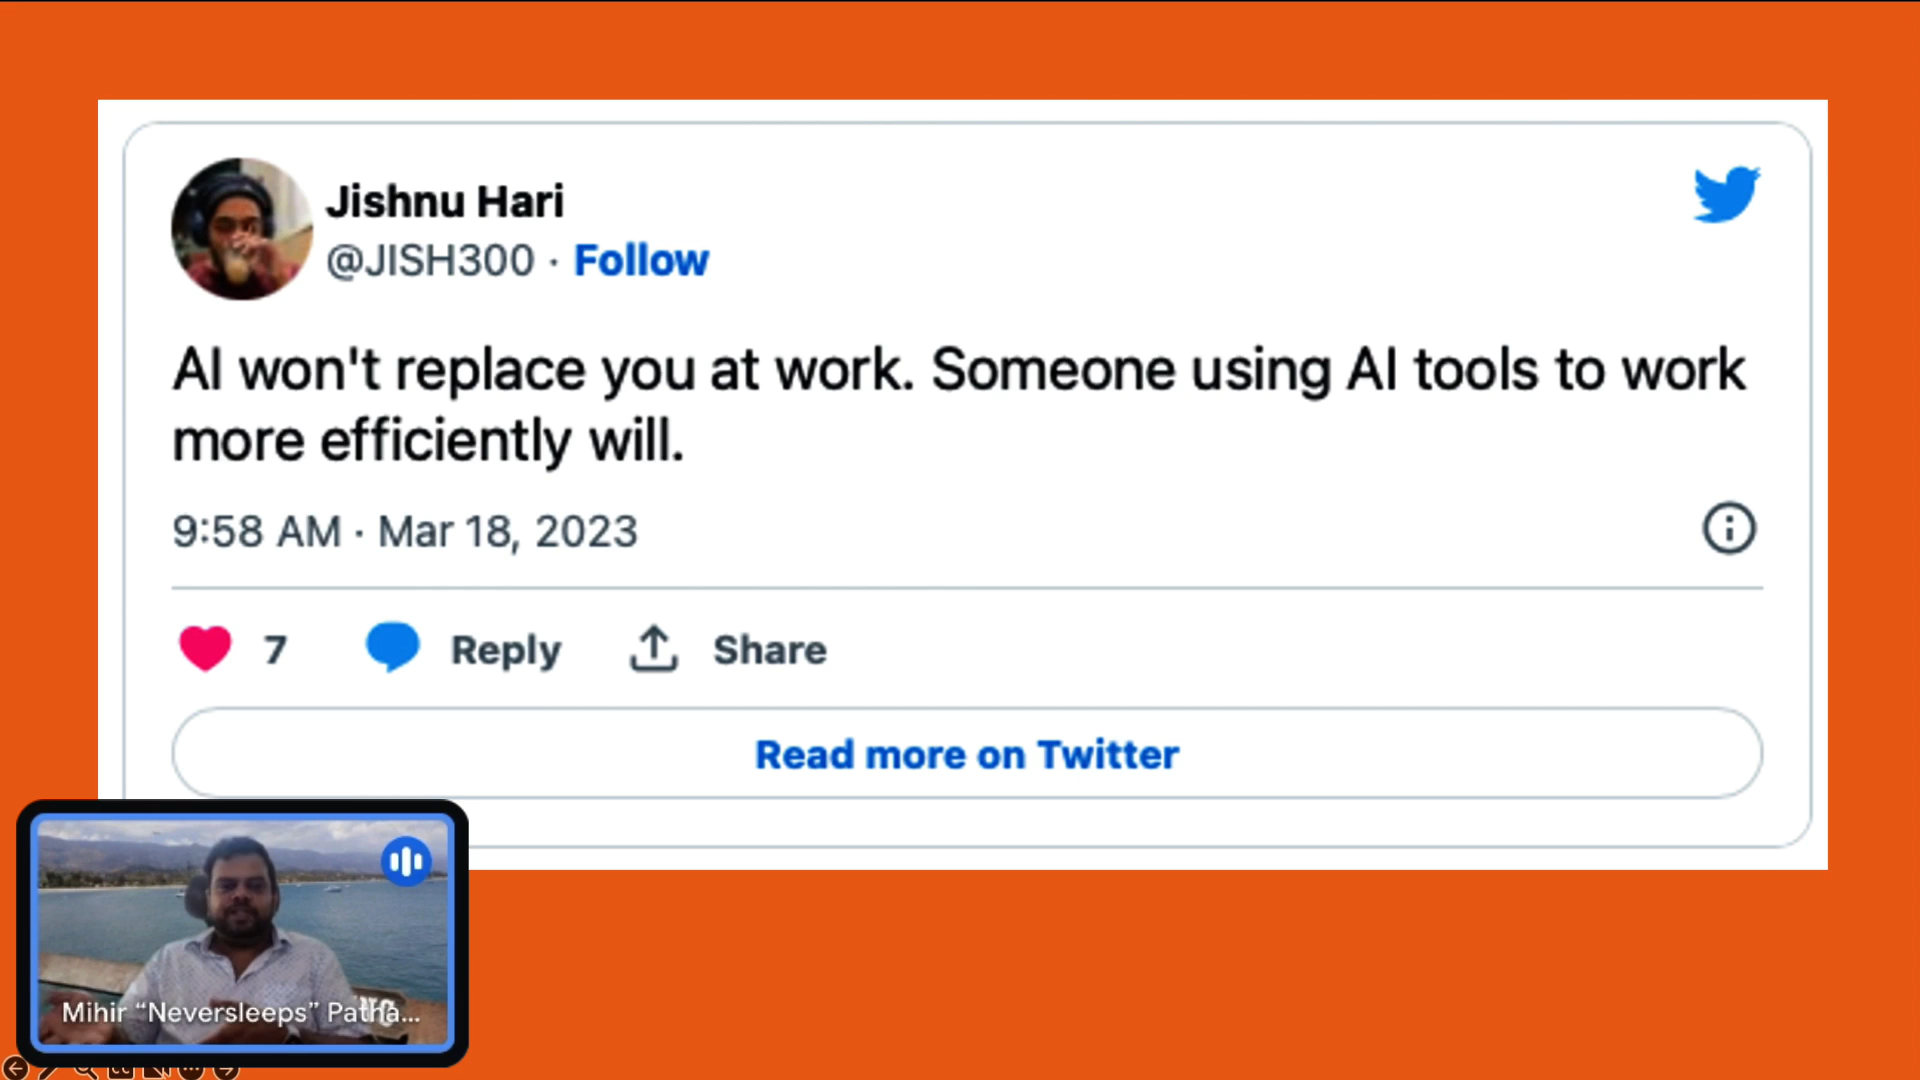 Jishnu Hari
@JISH300 · Follow
AI won't replace you at work. Someone using AI tools to work
more efficiently will.
9:58 AM · Mar 18, 2023
7 Reply Share
Read more on Twitter
Mihir “Neversleeps” Patha...